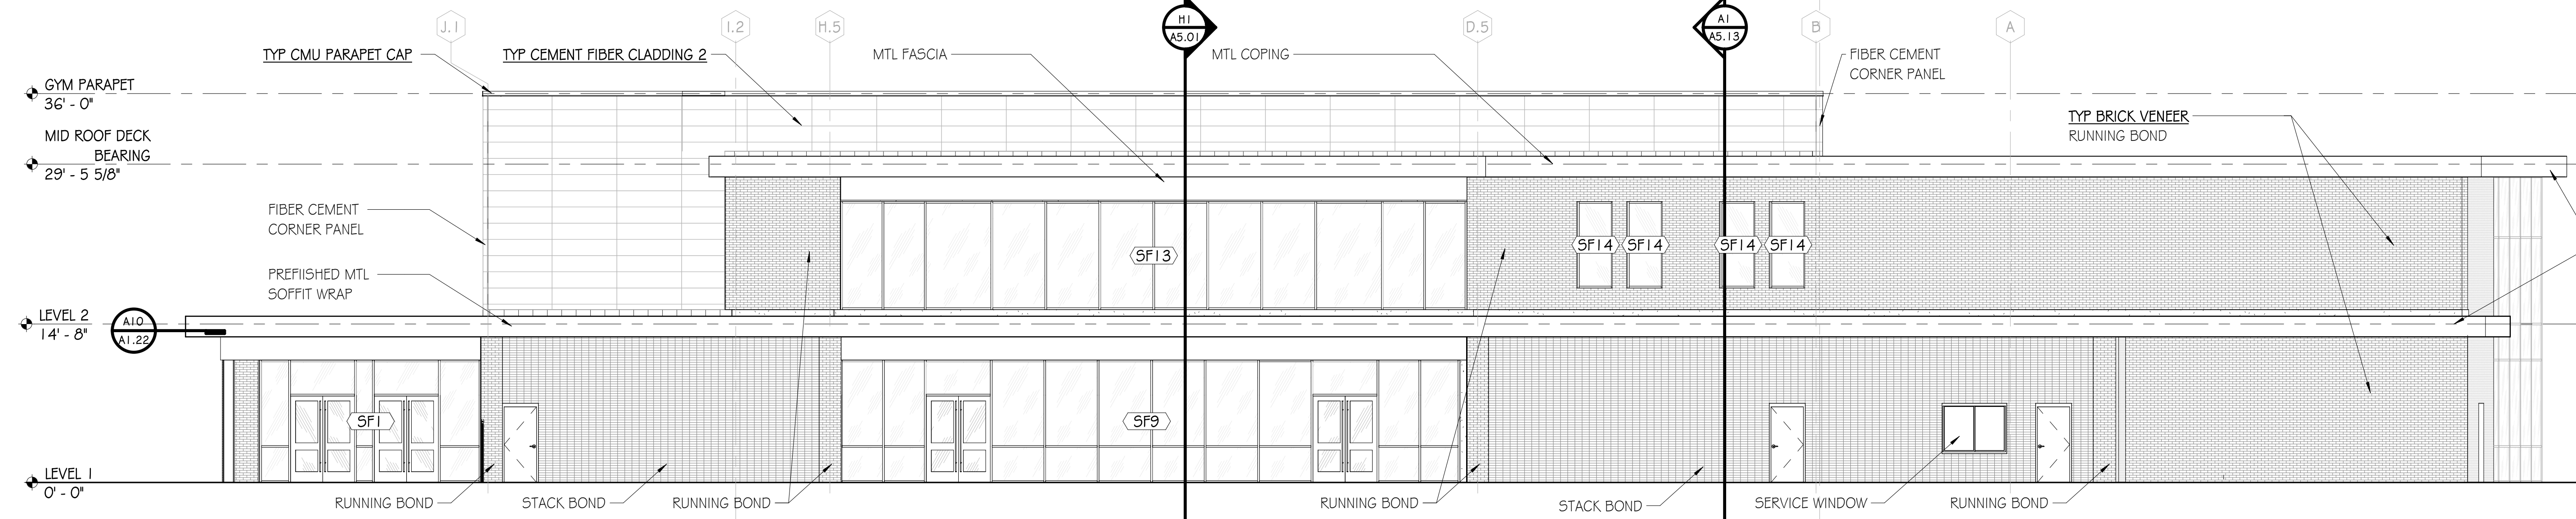 J.1
I.2
H.5
H1
A5.01
D.5
A1
A5.13
B
A
TYP CMU PARAPET CAP
TYP CEMENT FIBER CLADDING 2
MTL FASCIA
MTL COPING
FIBER CEMENT
CORNER PANEL
GYM PARAPET
36' - 0"
TYP BRICK VENEER
RUNNING BOND
MID ROOF DECK
BEARING
29' - 5 5/8"
FIBER CEMENT
CORNER PANEL
SF13
SF14
SF14
SF14
SF14
PREFIISHED MTL
SOFFIT WRAP
LEVEL 2
14' - 8"
A10
A1.22
SF1
SF9
LEVEL 1
0' - 0"
RUNNING BOND
STACK BOND
RUNNING BOND
RUNNING BOND
STACK BOND
SERVICE WINDOW
RUNNING BOND